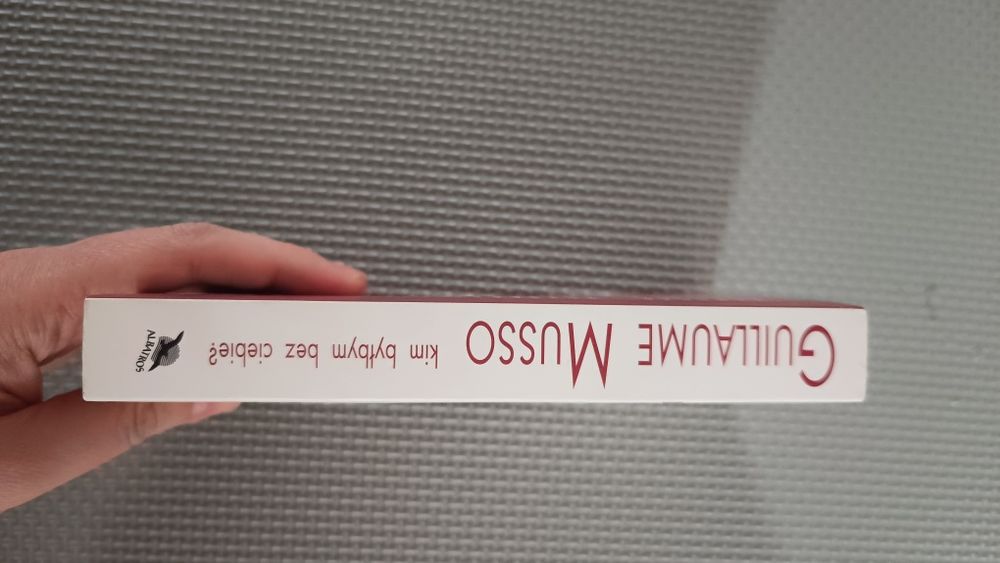 GUILLAUME MUSSO kim byłbym bez ciebie?
ALBATROS